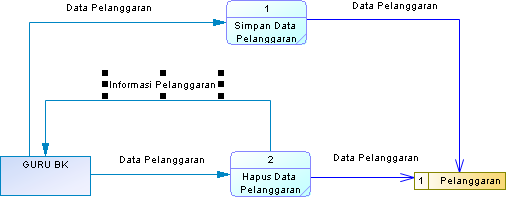 Data Pelanggaran
1
Simpan Data
Pelanggaran
Data Pelanggaran
Informasi Pelanggaran
GURU BK
Data Pelanggaran
2
Hapus Data
Pelanggaran
Data Pelanggaran
1 Pelanggaran